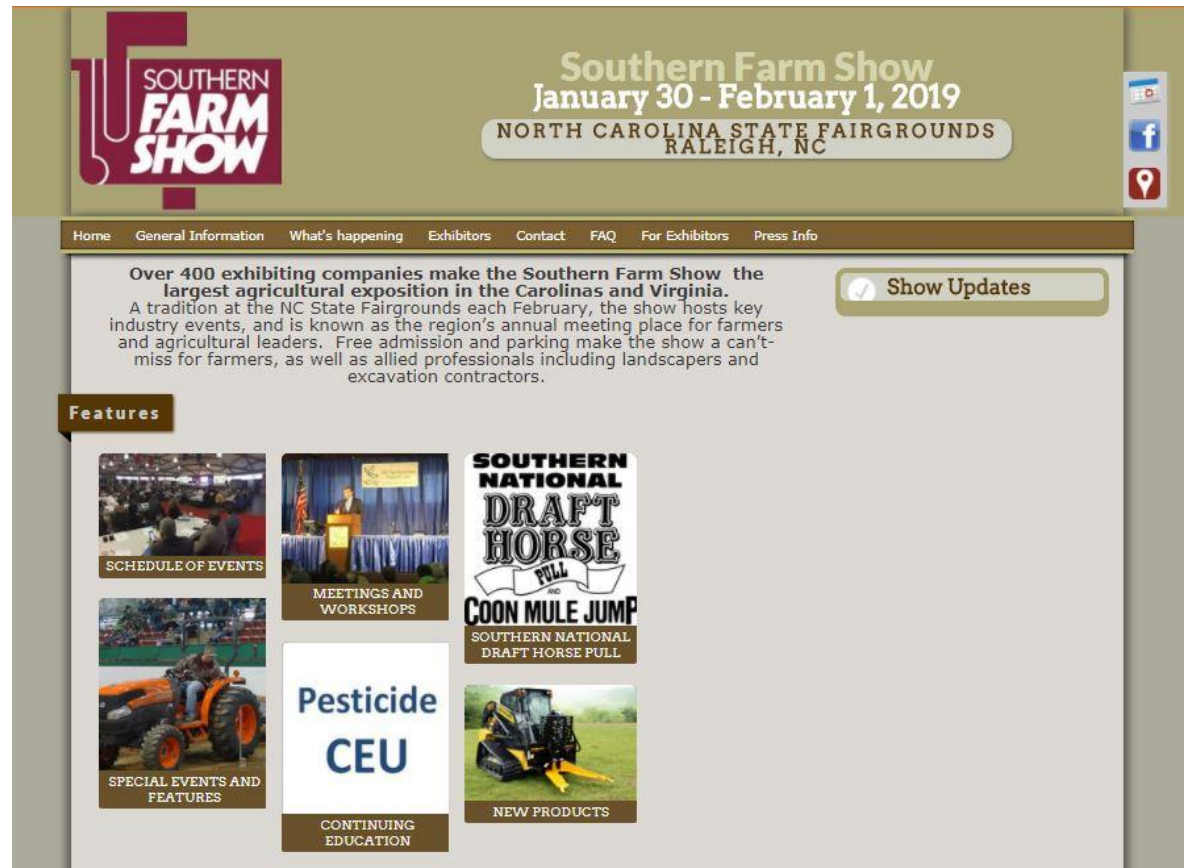 SOUTHERN
FARM
SHOW
Southern Farm Show
January 30 - February 1, 2019
NORTH CAROLINA STATE FAIRGROUNDS
RALEIGH, NC
Home General Information What's happening Exhibitors Contact FAQ For Exhibitors Press Info
Over 400 exhibiting companies make the Southern Farm Show the
largest agricultural exposition in the Carolinas and Virginia.
A tradition at the NC State Fairgrounds each February, the show hosts key
industry events, and is known as the region's annual meeting place for farmers
and agricultural leaders. Free admission and parking make the show a can't-
miss for farmers, as well as allied professionals including landscapers and
excavation contractors.
Show Updates
Features
SCHEDULE OF EVENTS
MEETINGS AND
WORKSHOPS
SOUTHERN
NATIONAL
DRAFT
HORSE
PULL
AND
COON MULE JUMP
SOUTHERN NATIONAL
DRAFT HORSE PULL
SPECIAL EVENTS AND
FEATURES
Pesticide
CEU
CONTINUING
EDUCATION
NEW PRODUCTS